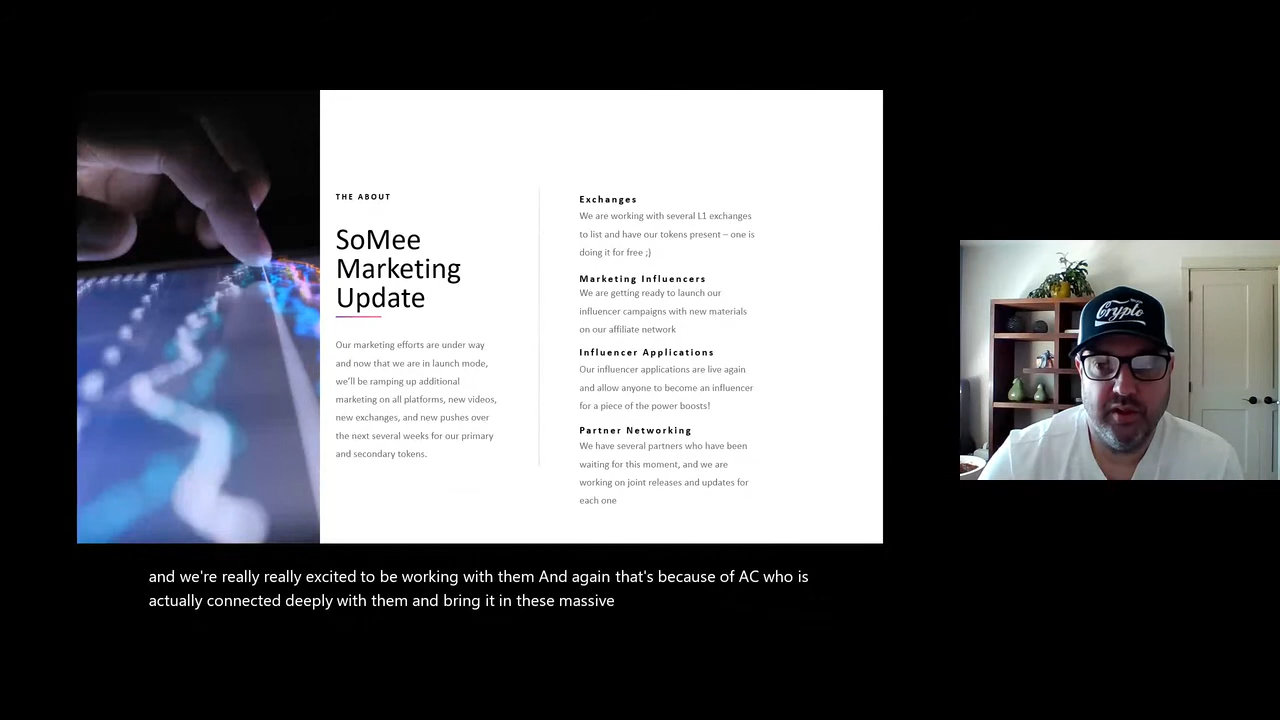 THE ABOUT
SoMee
Marketing
Update
Our marketing efforts are under way
and now that we are in launch mode,
we'll be ramping up additional
marketing on all platforms, new videos,
new exchanges, and new pushes over
the next several weeks for our primary
and secondary tokens.
Exchanges
We are working with several L1 exchanges
to list and have our tokens present – one is
doing it for free ;)
Marketing Influencers
We are getting ready to launch our
influencer campaigns with new materials
on our affiliate network
Influencer Applications
Our influencer applications are live again
and allow anyone to become an influencer
for a piece of the power boosts!
Partner Networking
We have several partners who have been
waiting for this moment, and we are
working on joint releases and updates for
each one
Crypto
and we're really really excited to be working with them And again that's because of AC who is
actually connected deeply with them and bring it in these massive